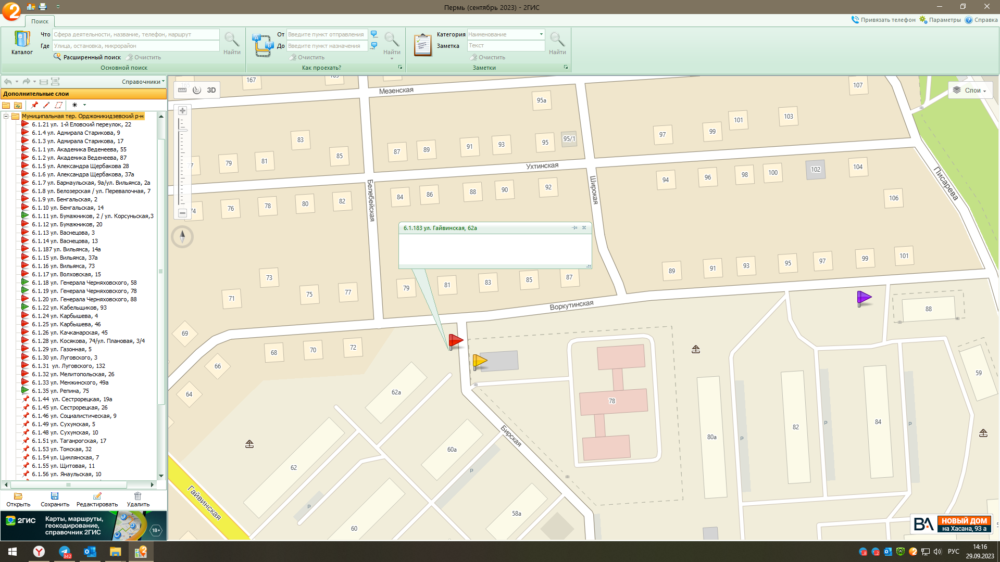 Пермь (сентябрь 2023) - 2ГИС
Поиск
Привязать телефон
Параметры
Справка
Каталог
Что
Сфера деятельности, название, телефон, маршрут
Где
Улица, остановка, микрорайон
Расширенный поиск
Очистить
Найти
Основной поиск
От
Введите пункт отправления
До
Введите пункт назначения
Очистить
Найти
Как проехать?
Категория
Наименование
Заметка
Текст
Очистить
Найти
Заметки
Справочники
Дополнительные слои
Муниципальная тер. Орджоникидзевский р-н
6.1.21 ул. 1-й Еловский переулок, 22
6.1.4 ул. Адмирала Старикова, 9
6.1.3 ул. Адмирала Старикова, 17
6.1.1 ул. Академика Веденеева, 55
6.1.2 ул. Академика Веденеева, 87
6.1.5 ул. Александра Щербакова 28
6.1.6 ул. Александра Щербакова, 37а
6.1.7 ул. Барнаульская, 9а/ул. Вильямса, 2а
6.1.8 ул. Белозерская / ул. Перевалочная, 7
6.1.9 ул. Бенгальская, 2
6.1.10 ул. Бенгальская, 14
6.1.11 ул. Бумажников, 2 / ул. Корсуньская,3
6.1.12 ул. Бумажников, 20
6.1.13 ул. Васнецова, 3
6.1.14 ул. Васнецова, 13
6.1.187 ул. Вильямса, 14а
6.1.15 ул. Вильямса, 37а
6.1.16 ул. Вильямса, 73
6.1.17 ул. Волховская, 15
6.1.18 ул. Генерала Черняховского, 58
6.1.19 ул. Генерала Черняховского, 78
6.1.20 ул. Генерала Черняховского, 88
6.1.22 ул. Кабельщиков, 93
6.1.24 ул. Карбышева, 4
6.1.25 ул. Карбышева, 46
6.1.26 ул. Качканарская, 45
6.1.28 ул. Косякова, 74/ул. Плановая, 3/4
6.1.29 ул. Газонная, 5
6.1.30 ул. Луговского, 3
6.1.31 ул. Луговского, 132
6.1.32 ул. Мелитопольская, 26
6.1.33 ул. Менжинского, 49а
6.1.35 ул. Репина, 75
6.1.44 ул. Сестрорецкая, 19а
6.1.45 ул. Сестрорецкая, 26
6.1.46 ул. Социалистическая, 9
6.1.49 ул. Сухумская, 5
6.1.48 ул. Сухумская, 10
6.1.51 ул. Таганрогская, 17
6.1.53 ул. Томская, 32
6.1.54 ул. Цимлянская, 7
6.1.55 ул. Щитовая, 11
6.1.56 ул. Янаульская, 10
Открыть
Сохранить
Редактировать
Удалить
2ГИС
Карты, маршруты,
геокодирование,
справочник 2ГИС
18+
3D
Слои
165
167
169
Мезенская
95а
107
103
101
99
97
83
95/1
95
93
91
89
87
85
81
79
77
Ухтинская
Белебейская
Широкая
Писарева
94
96
98
100
102
104
106
92
90
88
86
84
82
80
78
76
74
6.1.183 ул. Гайвинская, 62а
89
91
93
95
97
99
101
87
85
83
81
79
77
75
73
71
Воркутинская
69
72
70
68
66
64
88
59
62а
78
60а
62
Бирская
80а
82
84
P
P
P
P
P
58а
60
Гайвинская
ВА
НОВЫЙ ДОМ
на Хасана, 93 а
342
РУС
14:16
29.09.2023